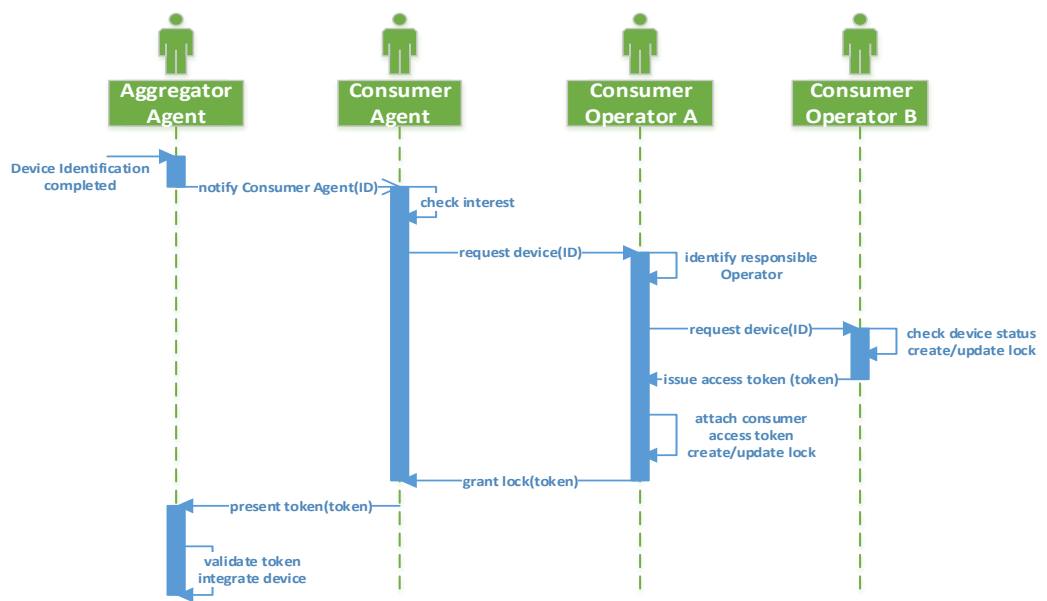 Aggregator
Agent
Consumer
Agent
Consumer
Operator A
Consumer
Operator B
Device Identification
completed
notify Consumer Agent(ID)
check interest
request device(ID)
identify responsible
Operator
request device(ID)
check device status
create/update lock
issue access token (token)
attach consumer
access token
create/update lock
grant lock(token)
present token(token)
validate token
integrate device